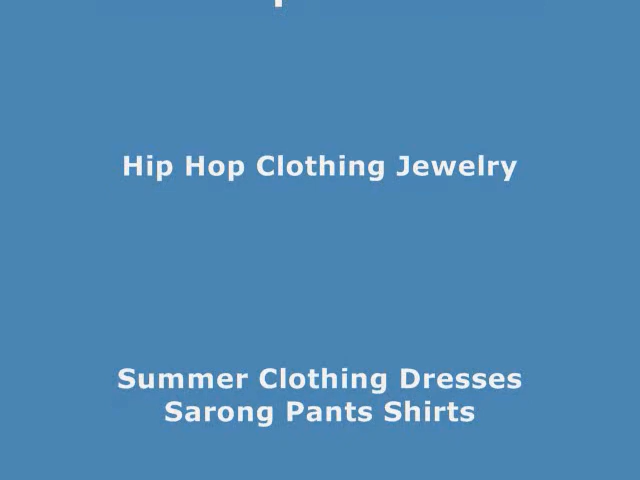 Hip Hop Clothing Jewelry
Summer Clothing Dresses
Sarong Pants Shirts